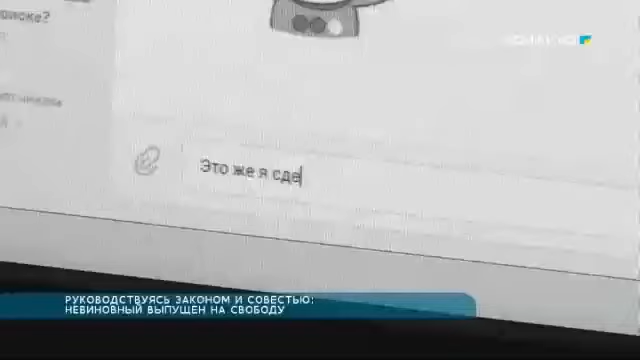 Это же я сде
РУКОВОДСТВУЯСЬ ЗАКОНОМ И СОВЕСТЬЮ:
НЕВИНОВНЫЙ ВЫПУЩЕН НА СВОБОДУ